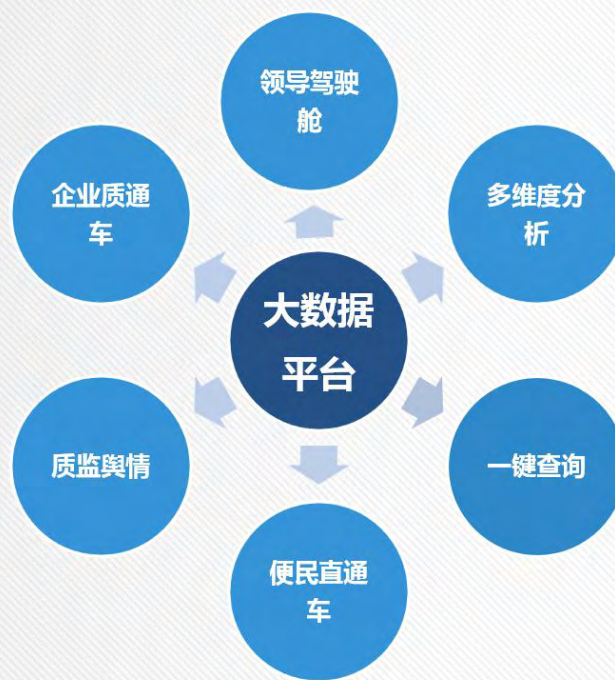 领导驾驶
舱
企业质通
车
多维度分
析
大数据
平台
质监舆情
一键查询
便民直通
车